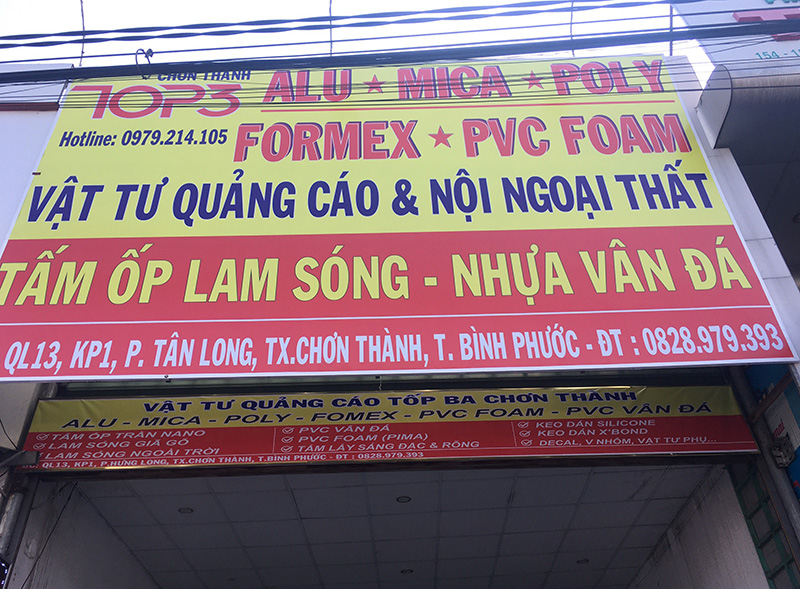 CHƠN THÀNH
TOP3
Hotline: 0979.214.105
ALU ★ MICA ★ POLY
FORMEX ★ PVC FOAM
VẬT TƯ QUẢNG CÁO & NỘI NGOẠI THẤT
TẤM ỐP LAM SÓNG - NHỰA VÂN ĐÁ
QL13, KP1, P. TÂN LONG, TX.CHƠN THÀNH, T. BÌNH PHƯỚC - ĐT : 0828.979.393
VẬT TƯ QUẢNG CÁO TỐP BA CHƠN THÀNH
ALU - MICA - POLY - FOMEX - PVC FOAM - PVC VÂN ĐÁ
TẤM ỐP TRẦN NANO
LAM SÓNG GIẢ GỖ
LAM SÓNG NGOÀI TRỜI
PVC VÂN ĐÁ
PVC FOAM (PIMA)
TẤM LẤY SÁNG ĐẶC & RỖNG
KEO DÁN SILICONE
KEO DÁN X'BOND
DECAL, V NHÔM, VẬT TƯ PHỤ...
QL13, KP1, P.HƯNG LONG, TX.CHƠN THÀNH, T.BÌNH PHƯỚC - ĐT : 0828.979.393